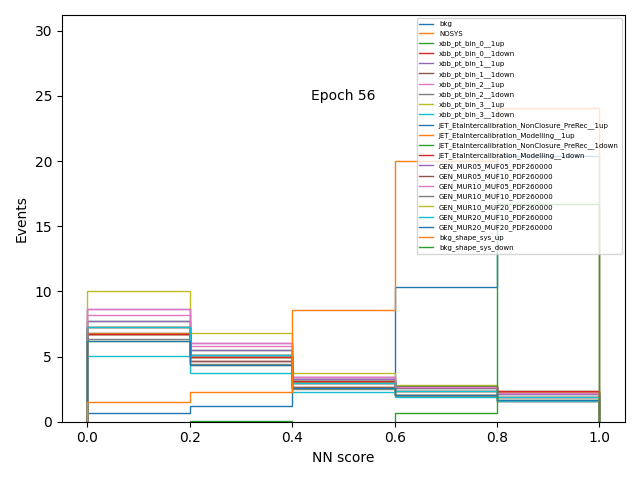 bkg
NOSYS
xbb_pt_bin_0__1up
xbb_pt_bin_0__1down
xbb_pt_bin_1__1up
xbb_pt_bin_1__1down
xbb_pt_bin_2__1up
xbb_pt_bin_2__1down
xbb_pt_bin_3__1up
xbb_pt_bin_3__1down
JET_EtaIntercalibration_NonClosure_PreRec__1up
JET_EtaIntercalibration_Modelling__1up
JET_EtaIntercalibration_NonClosure_PreRec__1down
JET_EtaIntercalibration_Modelling__1down
GEN_MUR05_MUF05_PDF260000
GEN_MUR05_MUF10_PDF260000
GEN_MUR10_MUF05_PDF260000
GEN_MUR10_MUF10_PDF260000
GEN_MUR10_MUF20_PDF260000
GEN_MUR20_MUF10_PDF260000
GEN_MUR20_MUF20_PDF260000
bkg_shape_sys_up
bkg_shape_sys_down
Epoch 56
Events
30
25
20
15
10
5
0
0.0 0.2 0.4 0.6 0.8 1.0
NN score